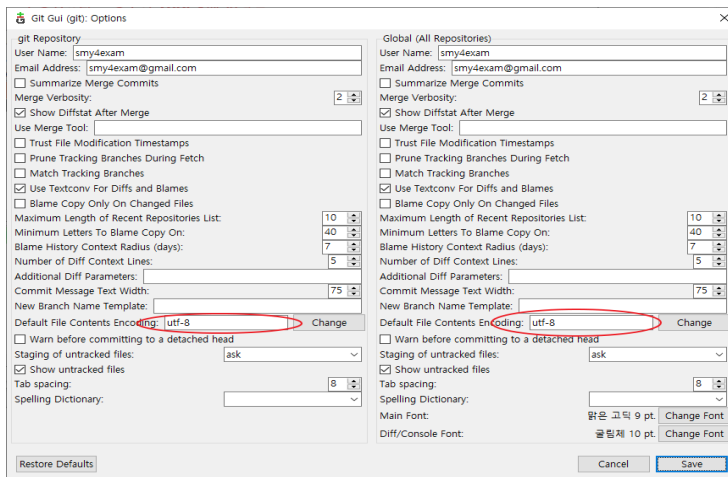 Git Gui (git): Options
git Repository
User Name: smy4exam
Email Address: smy4exam@gmail.com
Summarize Merge Commits
Merge Verbosity: 2
Show Diffstat After Merge
Use Merge Tool:
Trust File Modification Timestamps
Prune Tracking Branches During Fetch
Match Tracking Branches
Use Textconv For Diffs and Blames
Blame Copy Only On Changed Files
Maximum Length of Recent Repositories List: 10
Minimum Letters To Blame Copy On: 40
Blame History Context Radius (days): 7
Number of Diff Context Lines: 5
Additional Diff Parameters:
Commit Message Text Width: 75
New Branch Name Template:
Default File Contents Encoding: utf-8 Change
Warn before committing to a detached head
Staging of untracked files: ask
Show untracked files
Tab spacing: 8
Spelling Dictionary:
Global (All Repositories)
User Name: smy4exam
Email Address: smy4exam@gmail.com
Summarize Merge Commits
Merge Verbosity: 2
Show Diffstat After Merge
Use Merge Tool:
Trust File Modification Timestamps
Prune Tracking Branches During Fetch
Match Tracking Branches
Use Textconv For Diffs and Blames
Blame Copy Only On Changed Files
Maximum Length of Recent Repositories List: 10
Minimum Letters To Blame Copy On: 40
Blame History Context Radius (days): 7
Number of Diff Context Lines: 5
Additional Diff Parameters:
Commit Message Text Width: 75
New Branch Name Template:
Default File Contents Encoding: utf-8 Change
Warn before committing to a detached head
Staging of untracked files: ask
Show untracked files
Tab spacing: 8
Spelling Dictionary:
Main Font: 맑은 고딕 9 pt. Change Font
Diff/Console Font: 굴림체 10 pt. Change Font
Restore Defaults Cancel Save